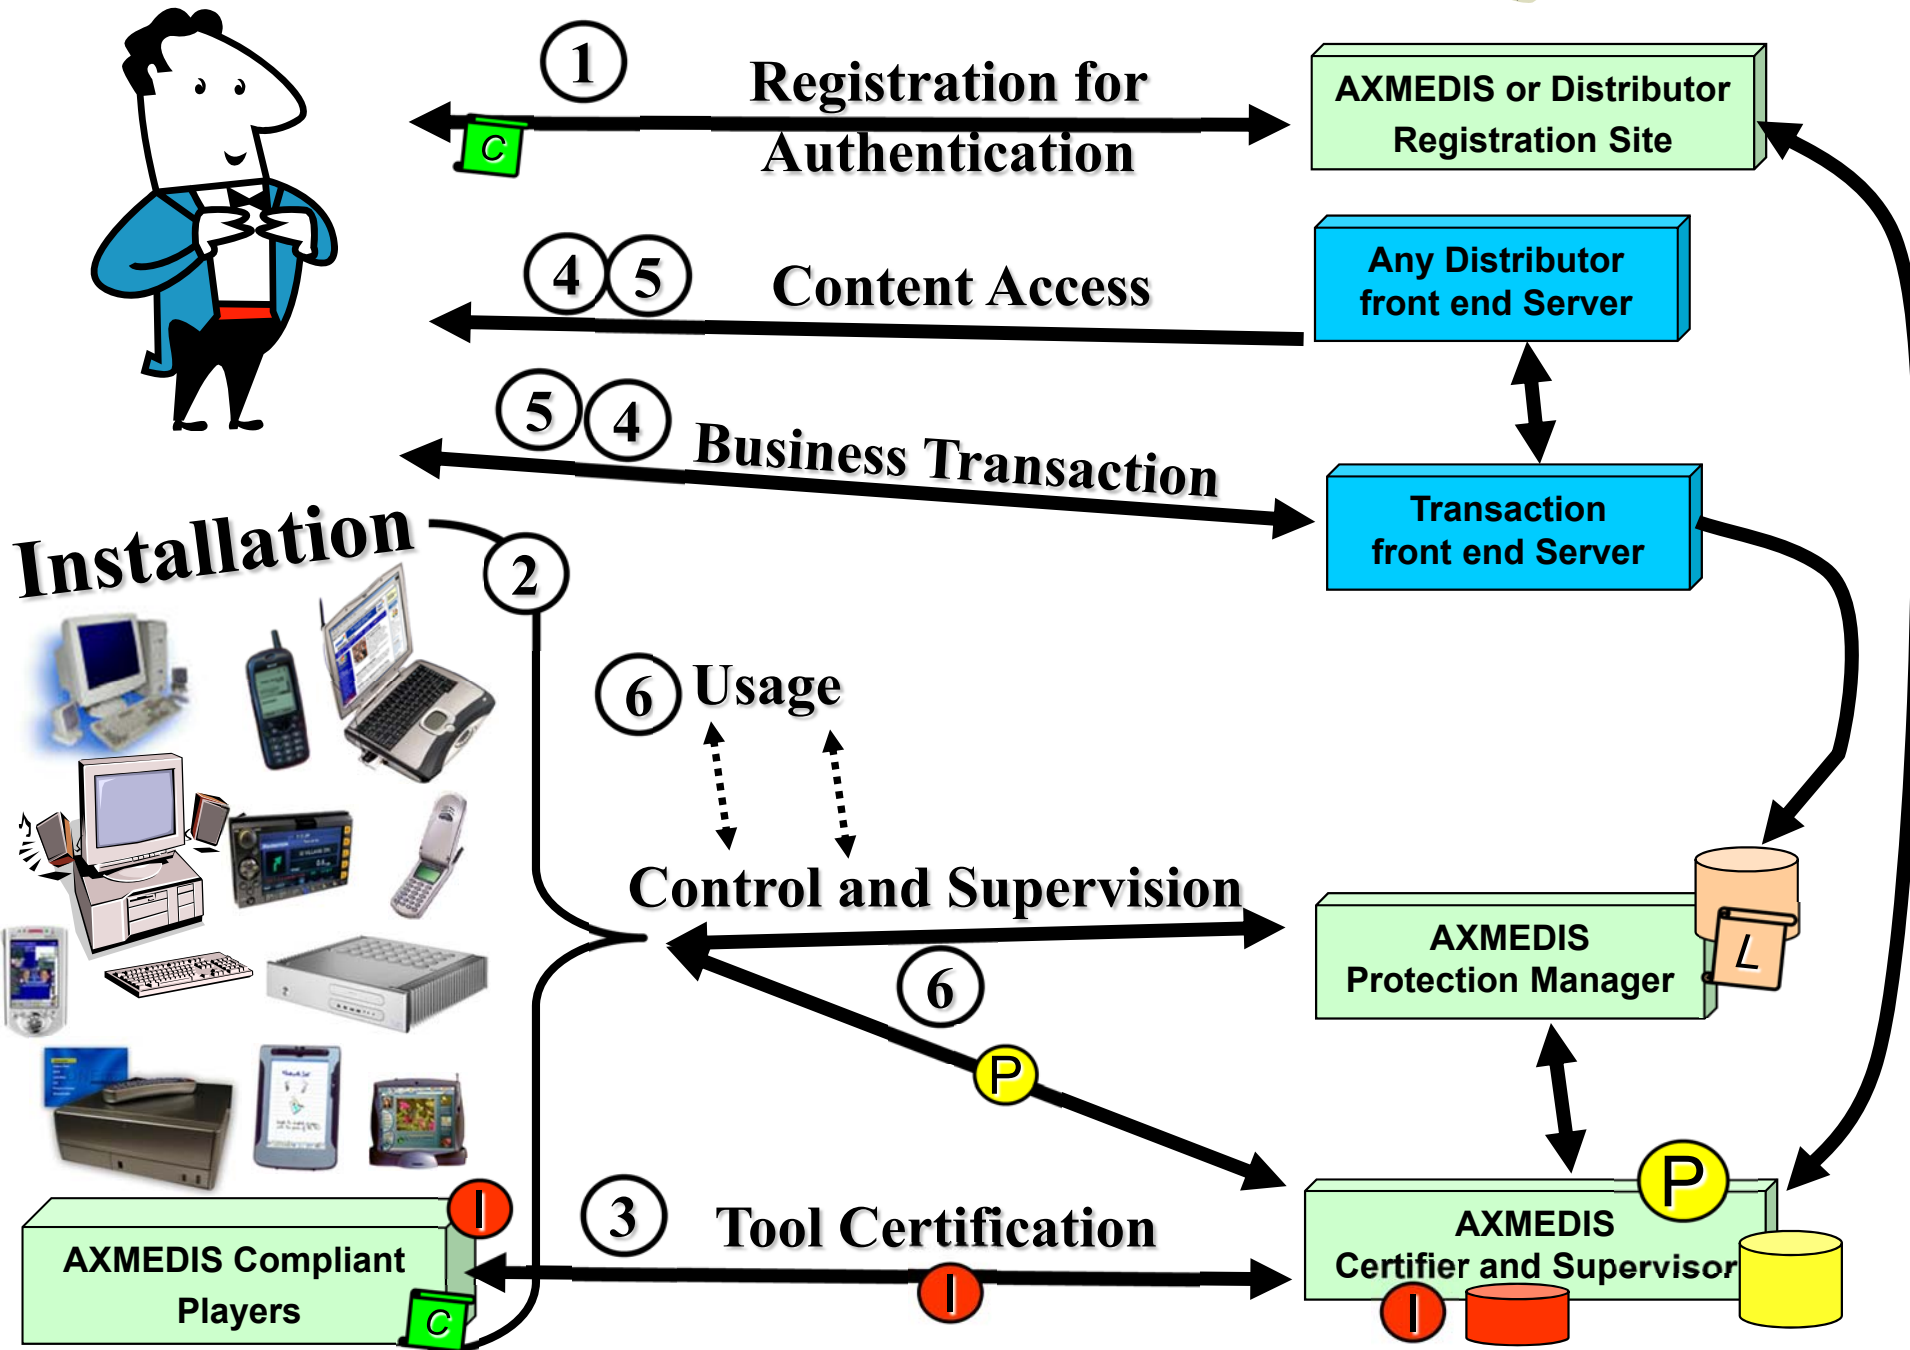 1
Registration for
Authentication
C
AXMEDIS or Distributor
Registration Site
4 5
Content Access
Any Distributor
front end Server
5 4
Business Transaction
Transaction
front end Server
Installation
2
6 Usage
Control and Supervision
6
P
AXMEDIS
Protection Manager
L
3
Tool Certification
I
AXMEDIS Compliant
Players
I
C
P
AXMEDIS
Certifier and Supervisor
I